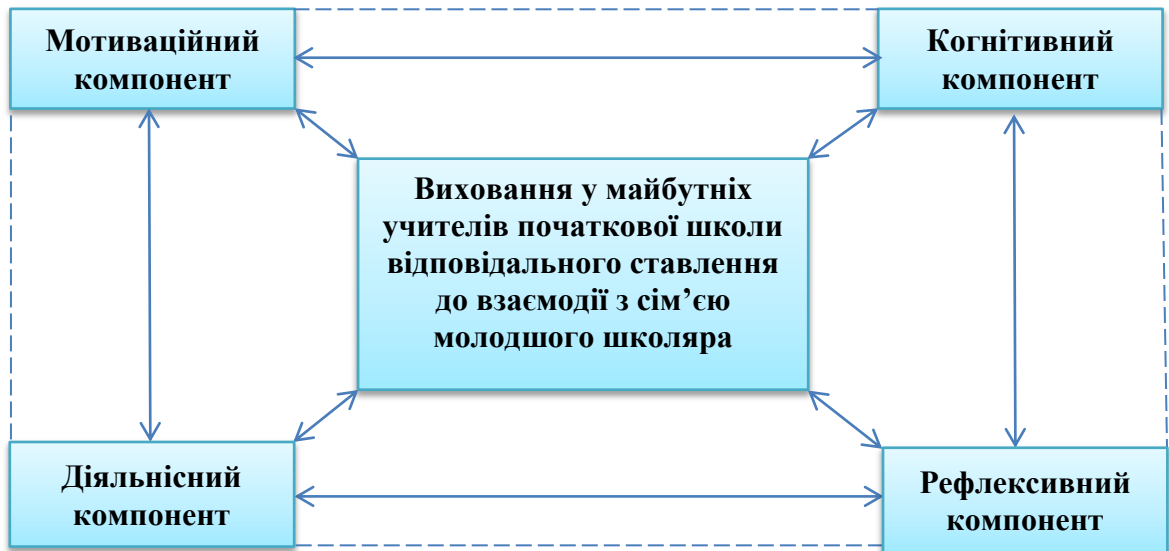 Мотиваційний
компонент
Когнітивний
компонент
Виховання у майбутніх
учителів початкової школи
відповідального ставлення
до взаємодії з сім’єю
молодшого школяра
Діяльнісний
компонент
Рефлексивний
компонент